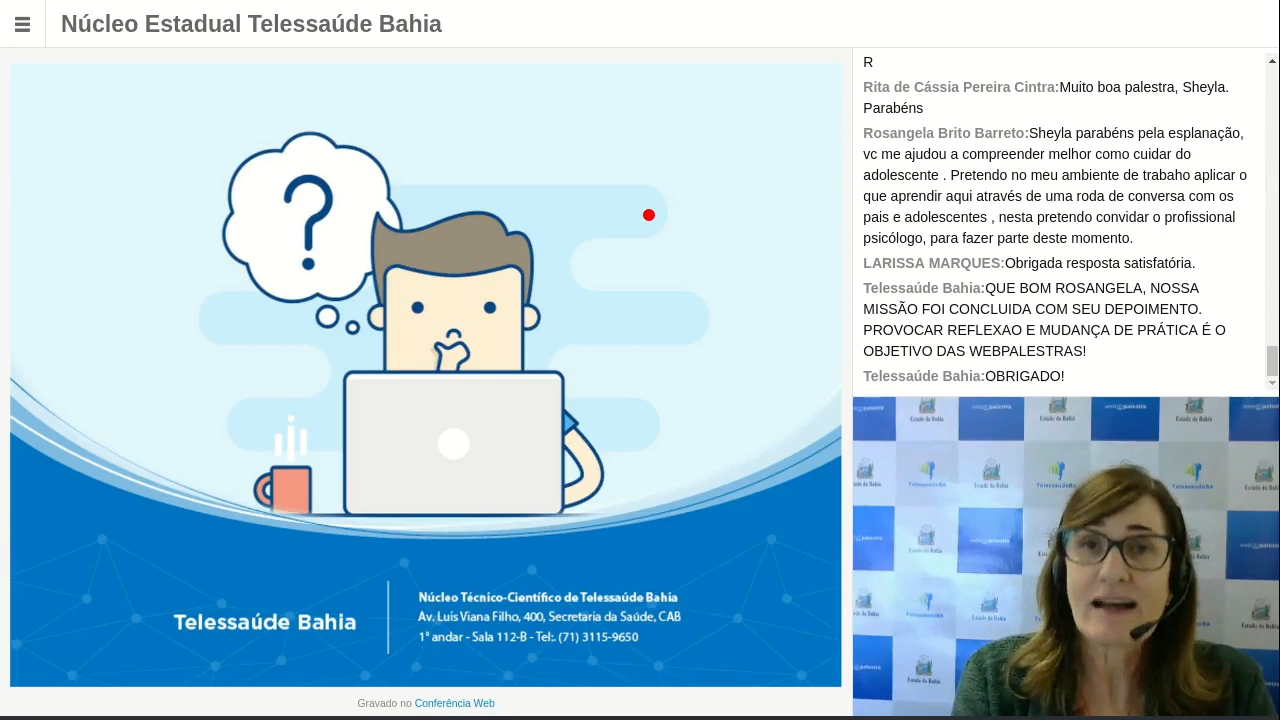 Núcleo Estadual Telessaúde Bahia
?
Telessaúde Bahia
Núcleo Técnico-Científico de Telessaúde Bahia
Av. Luis Viana Filho, 400, Secretaria da Saúde, CAB
1º andar - Sala 112-B - Tel:. (71) 3115-9650
Gravado no Conferência Web
R
Rita de Cássia Pereira Cintra:Muito boa palestra, Sheyla.
Parabéns
Rosangela Brito Barreto:Sheyla parabéns pela esplanação,
vc me ajudou a compreender melhor como cuidar do
adolescente . Pretendo no meu ambiente de trabaho aplicar o
que aprendir aqui através de uma roda de conversa com os
pais e adolescentes , nesta pretendo convidar o profissional
psicólogo, para fazer parte deste momento.
LARISSA MARQUES:Obrigada resposta satisfatória.
Telessaúde Bahia:QUE BOM ROSANGELA, NOSSA
MISSÃO FOI CONCLUIDA COM SEU DEPOIMENTO.
PROVOCAR REFLEXAO E MUDANÇA DE PRÁTICA É O
OBJETIVO DAS WEBPALESTRAS!
Telessaúde Bahia:OBRIGADO!